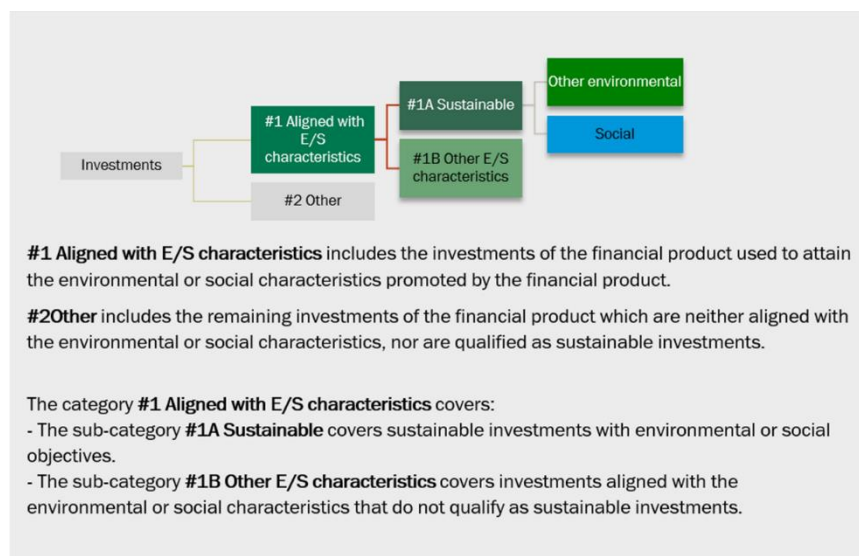 Other environmental
#1A Sustainable
#1 Aligned with
E/S
characteristics
Social
#1B Other E/S
characteristics
Investments
#2 Other
#1 Aligned with E/S characteristics includes the investments of the financial product used to attain
the environmental or social characteristics promoted by the financial product.
#2Other includes the remaining investments of the financial product which are neither aligned with
the environmental or social characteristics, nor are qualified as sustainable investments.
The category #1 Aligned with E/S characteristics covers:
- The sub-category #1A Sustainable covers sustainable investments with environmental or social
objectives.
- The sub-category #1B Other E/S characteristics covers investments aligned with the
environmental or social characteristics that do not qualify as sustainable investments.